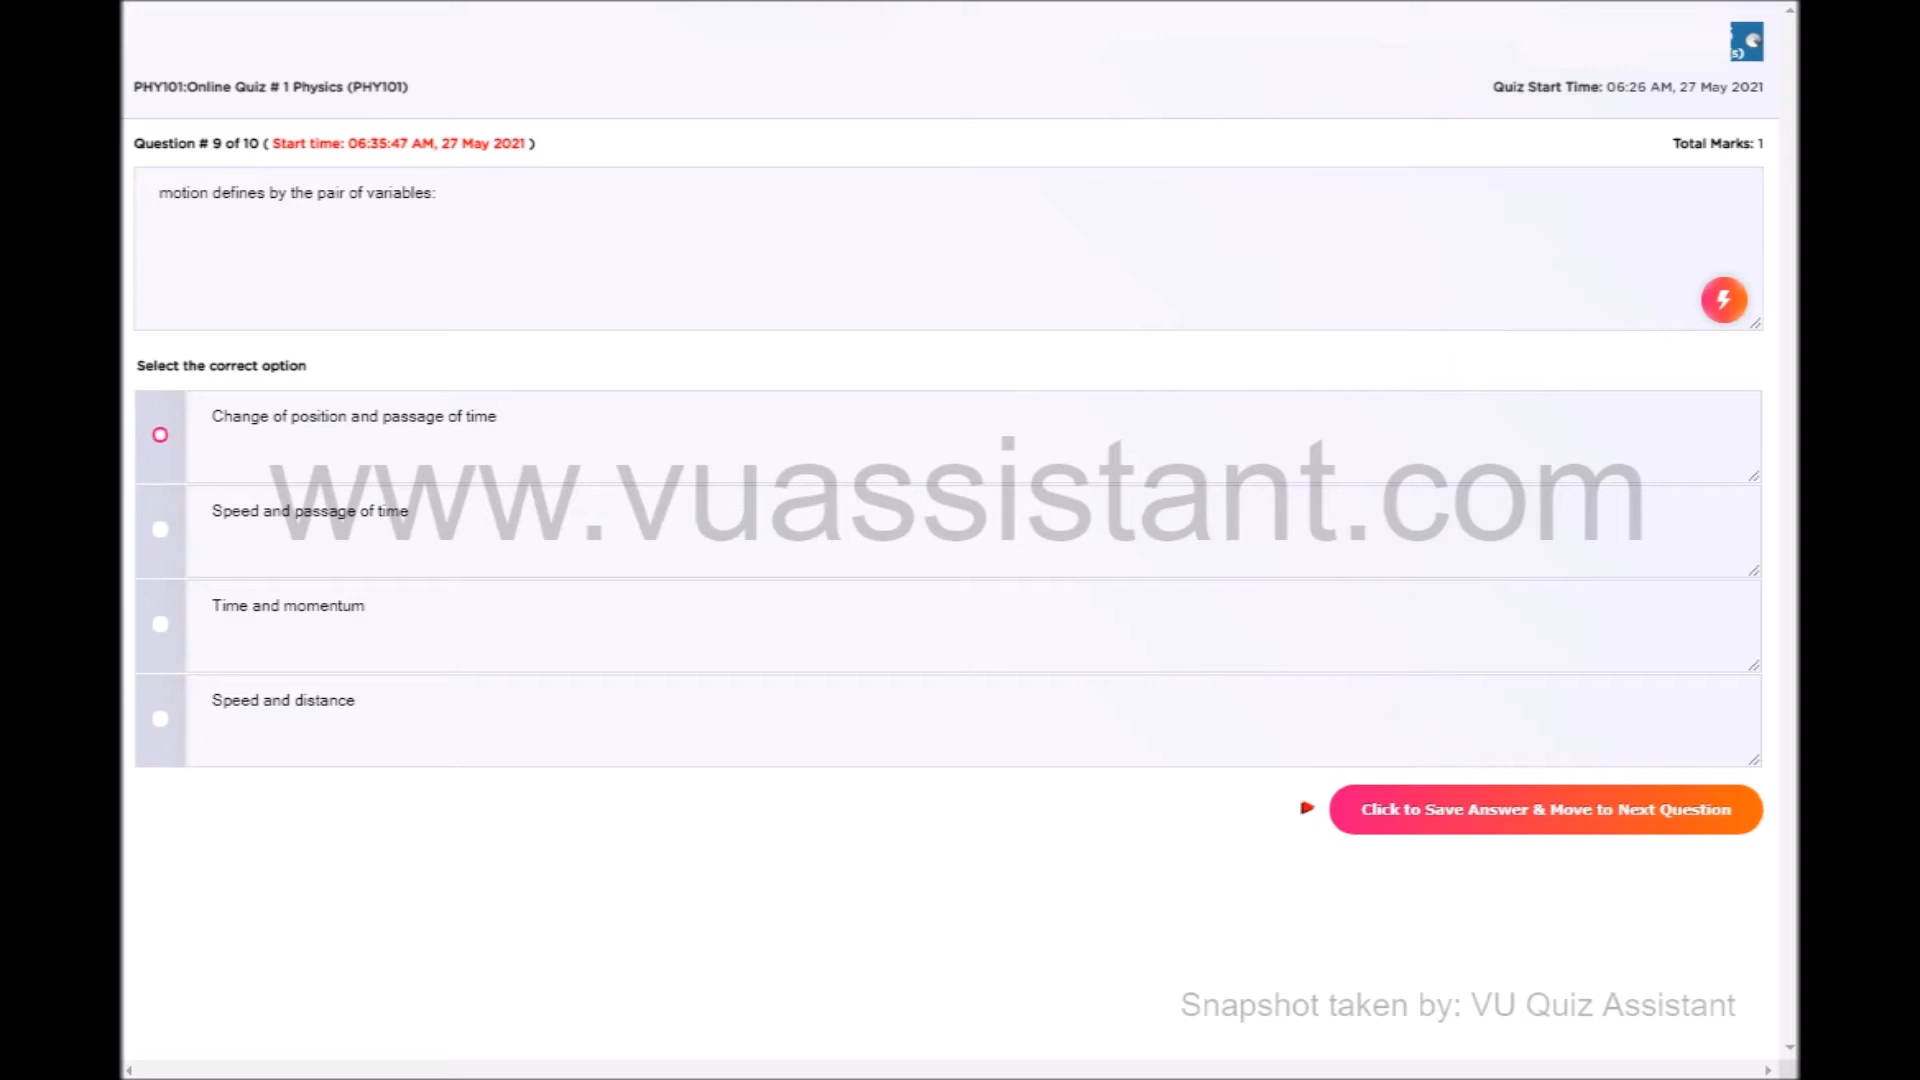 s)
PHY101:Online Quiz # 1 Physics (PHY101)
Quiz Start Time: 06:26 AM, 27 May 2021
Question # 9 of 10 ( Start time: 06:35:47 AM, 27 May 2021 )
Total Marks: 1
motion defines by the pair of variables:
Select the correct option
Change of position and passage of time
www.vuassistant.com
Speed and passage of time
Time and momentum
Speed and distance
Click to Save Answer & Move to Next Question
Snapshot taken by: VU Quiz Assistant